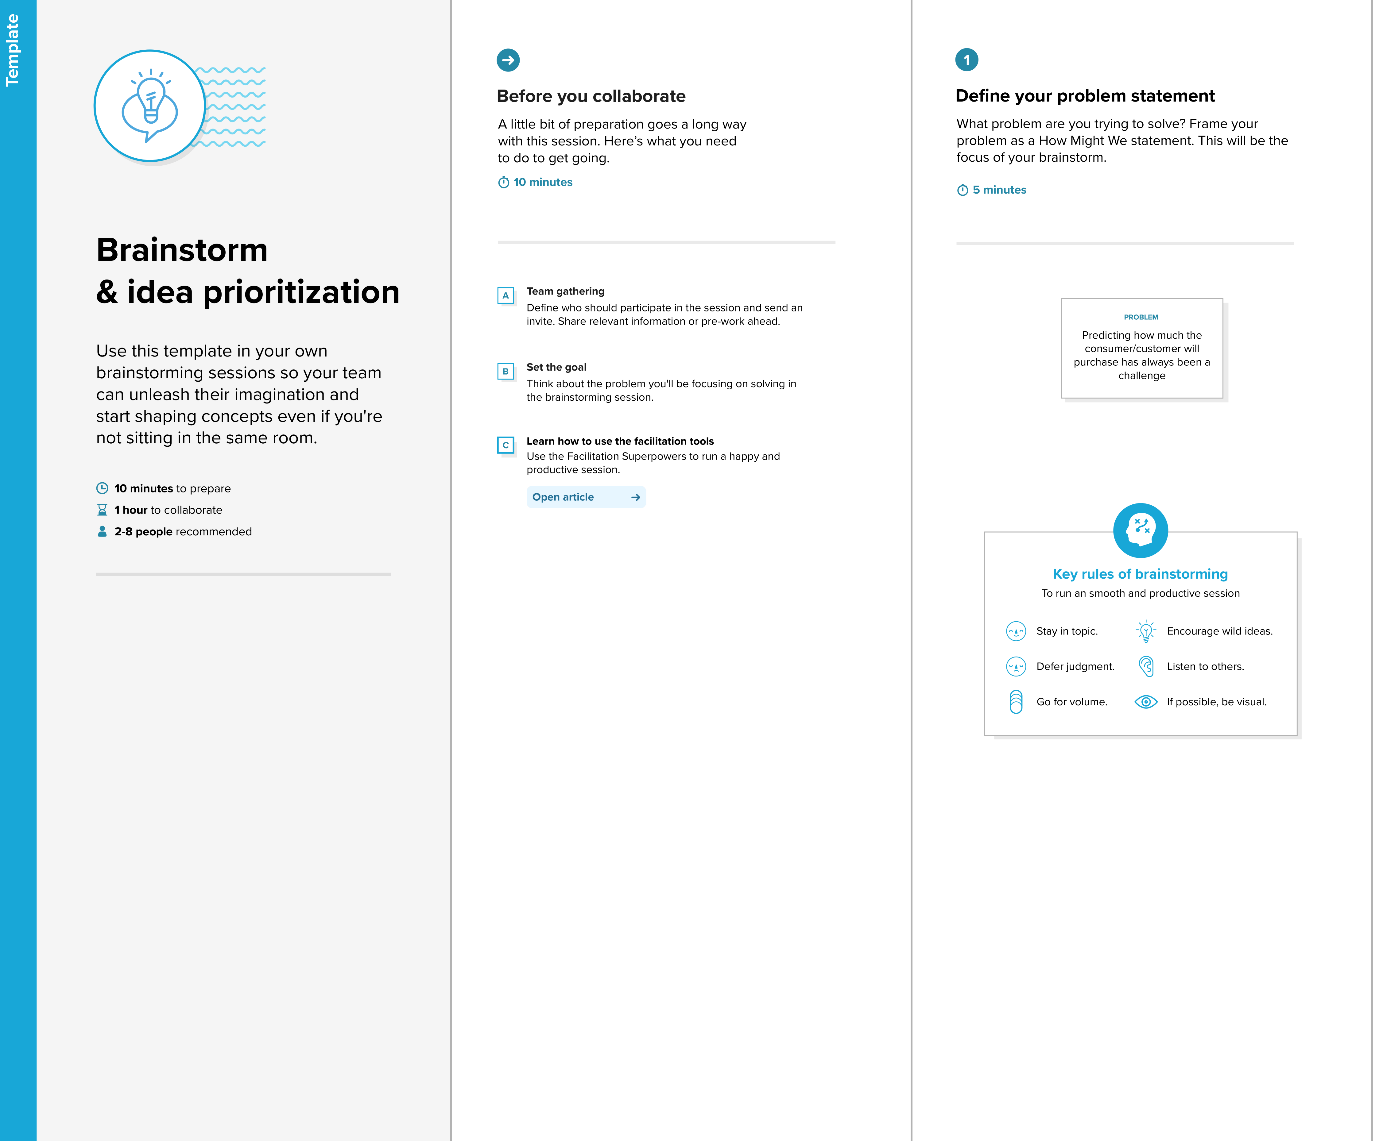 Template
Brainstorm
& idea prioritization
Use this template in your own
brainstorming sessions so your team
can unleash their imagination and
start shaping concepts even if you're
not sitting in the same room.
10 minutes to prepare
1 hour to collaborate
2-8 people recommended
Before you collaborate
A little bit of preparation goes a long way
with this session. Here's what you need
to do to get going.
10 minutes
A
Team gathering
Define who should participate in the session and send an
invite. Share relevant information or pre-work ahead.
B
Set the goal
Think about the problem you'll be focusing on solving in
the brainstorming session.
C
Learn how to use the facilitation tools
Use the Facilitation Superpowers to run a happy and
productive session.
Open article
1
Define your problem statement
What problem are you trying to solve? Frame your
problem as a How Might We statement. This will be the
focus of your brainstorm.
5 minutes
PROBLEM
Predicting how much the
consumer/customer will
purchase has always been a
challenge
Key rules of brainstorming
To run an smooth and productive session
Stay in topic.
Encourage wild ideas.
Defer judgment.
Listen to others.
Go for volume.
If possible, be visual.